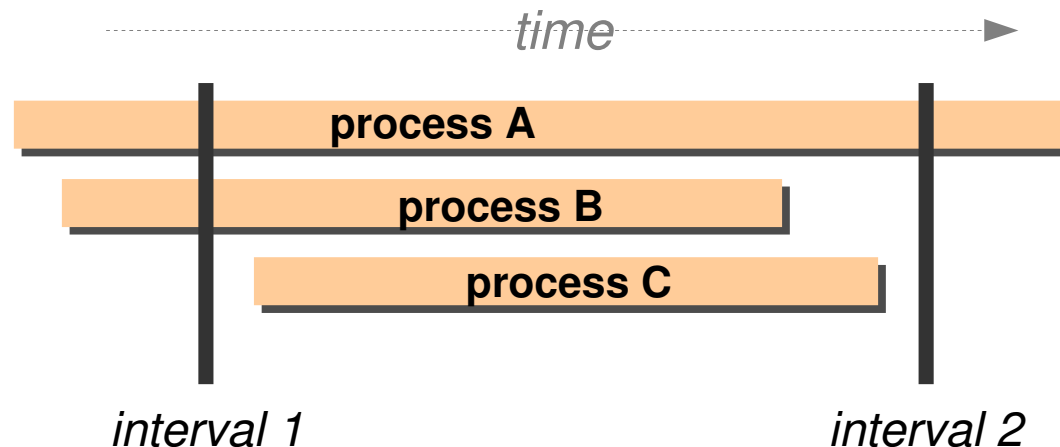 time
process A
process B
process C
interval 1
interval 2